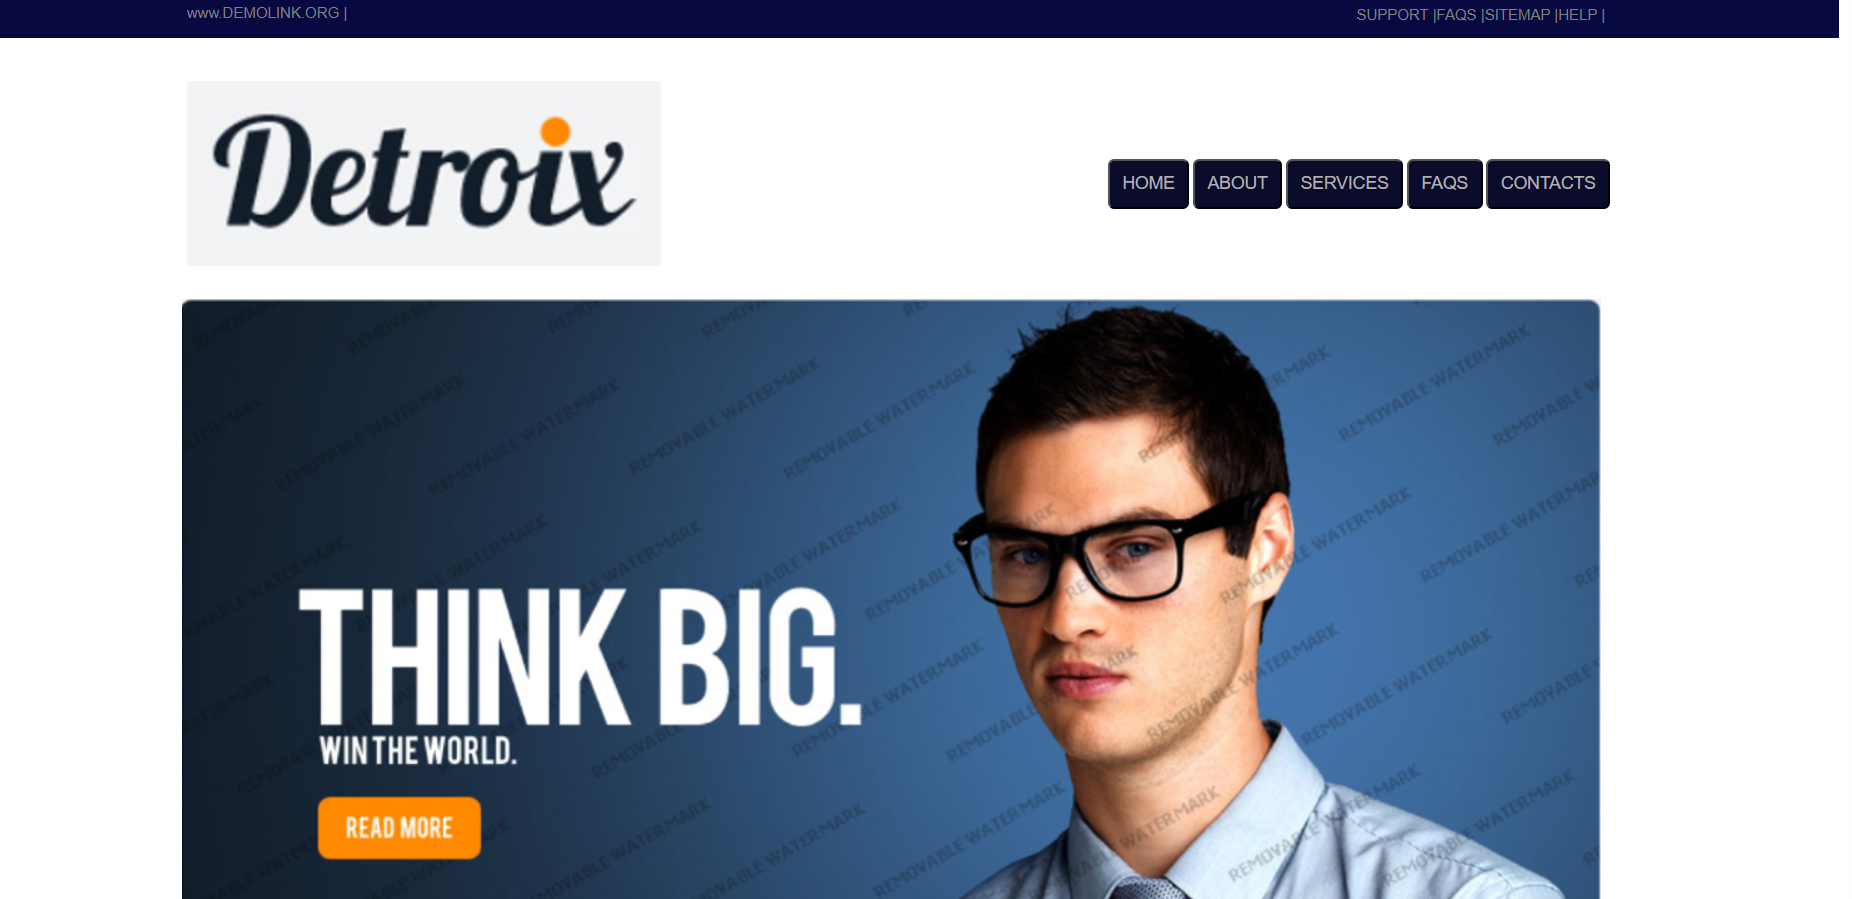 www.DEMOLINK.ORG |
SUPPORT |FAQS |SITEMAP |HELP |
Detroix
HOME ABOUT SERVICES FAQS CONTACTS
THINK BIG.
WIN THE WORLD.
READ MORE
REMOVABLE WATERMARK